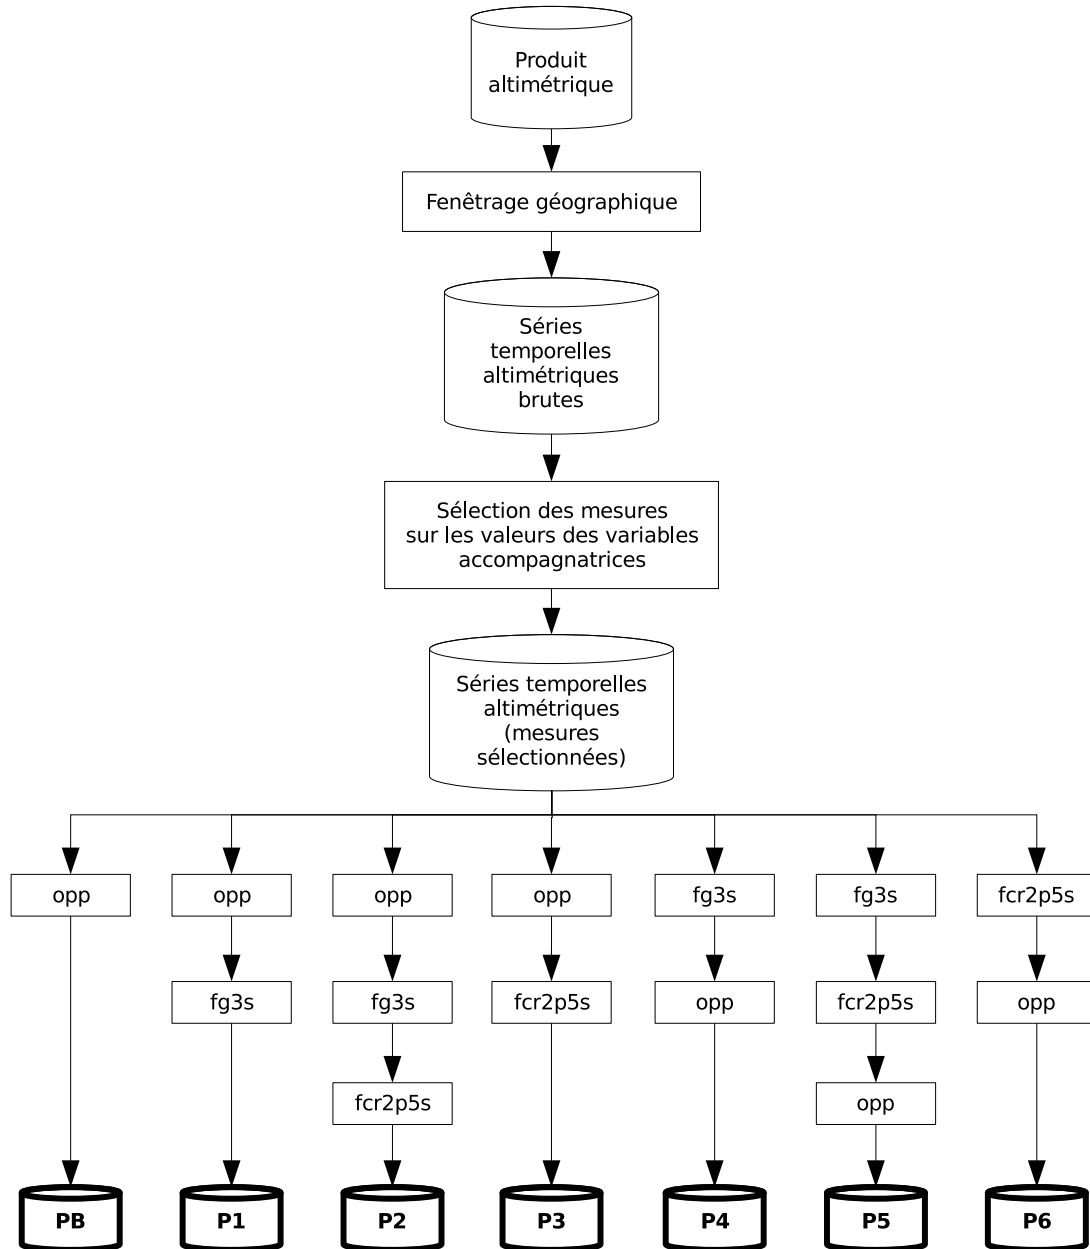 Produit
altimétrique
Fenêtrage géographique
Séries
temporelles
altimétriques
brutes
Sélection des mesures
sur les valeurs des variables
accompagnatrices
Séries temporelles
altimétriques
(mesures
sélectionnées)
opp
opp
opp
opp
fg3s
fg3s
fcr2p5s
fg3s
fg3s
fcr2p5s
opp
fcr2p5s
opp
fcr2p5s
opp
PB
P1
P2
P3
P4
P5
P6